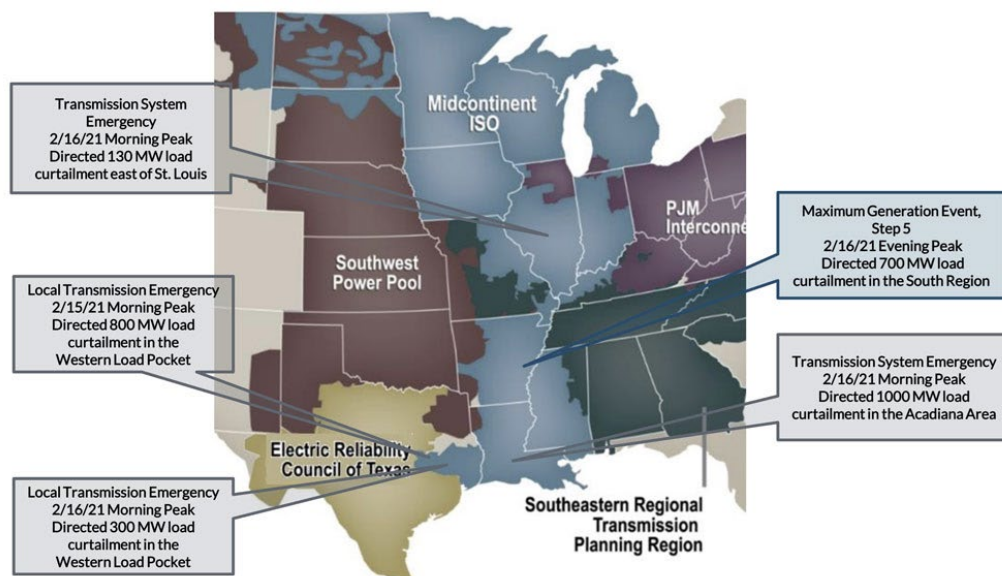 Midcontinent
ISO
Transmission System
Emergency
2/16/21 Morning Peak
Directed 130 MW load
curtailment east of St. Louis
PJM
Interconne
Maximum Generation Event,
Step 5
2/16/21 Evening Peak
Directed 700 MW load
curtailment in the South Region
Southwest
Power Pool
Local Transmission Emergency
2/15/21 Morning Peak
Directed 800 MW load
curtailment in the
Western Load Pocket
Transmission System Emergency
2/16/21 Morning Peak
Directed 1000 MW load
curtailment in the Acadiana Area
Electric Reliability
Council of Texas
Local Transmission Emergency
2/16/21 Morning Peak
Directed 300 MW load
curtailment in the
Western Load Pocket
Southeastern Regional
Transmission
Planning Region